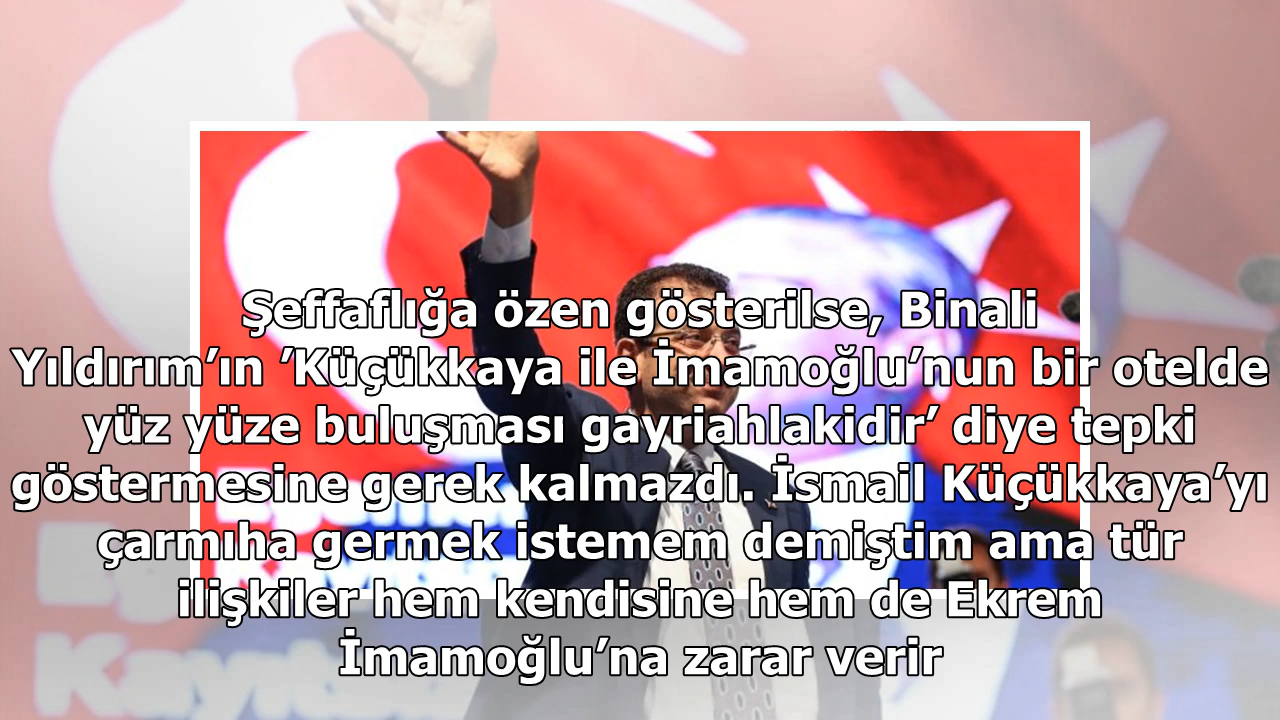 Şeffaflığa özen gösterilse, Binali
Yıldırım’ın ’Küçükkaya ile İmamoğlu’nun bir otelde
yüz yüze buluşması gayriahlakidir’ diye tepki
göstermesine gerek kalmazdı. İsmail Küçükkaya’yı
çarmıha germek istemem demiştim ama tür
ilişkiler hem kendisine hem de Ekrem
İmamoğlu’na zarar verir